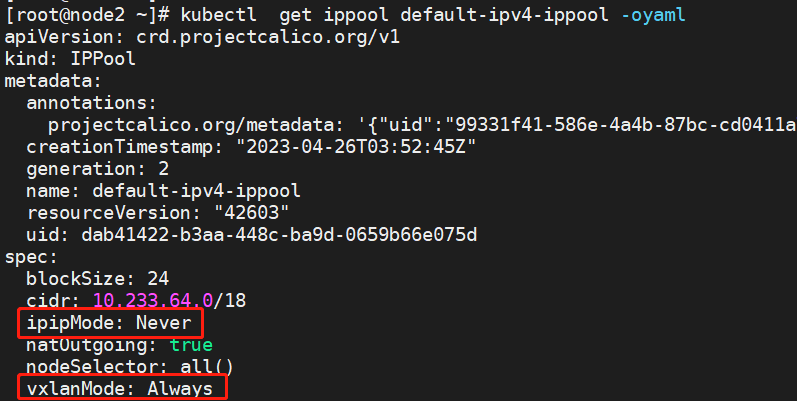 [root@node2 ~]# kubectl  get ippool default-ipv4-ippool -oyaml
apiVersion: crd.projectcalico.org/v1
kind: IPPool
metadata:
  annotations:
    projectcalico.org/metadata: '{"uid":"99331f41-586e-4a4b-87bc-cd0411a
  creationTimestamp: "2023-04-26T03:52:45Z"
  generation: 2
  name: default-ipv4-ippool
  resourceVersion: "42603"
  uid: dab41422-b3aa-448c-ba9d-0659b66e075d
spec:
  blockSize: 24
  cidr: 10.233.64.0/18
  ipipMode: Never
  natOutgoing: true
  nodeSelector: all()
  vxlanMode: Always